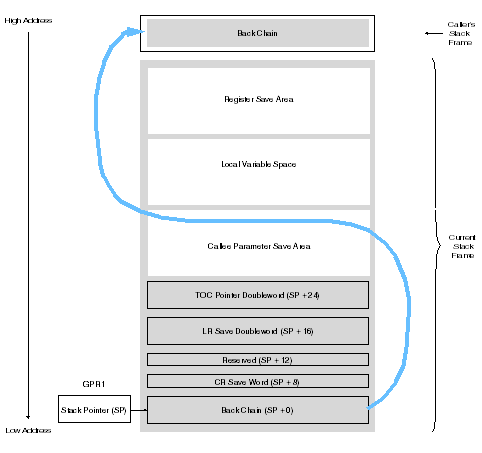 High Address
Caller's
Stack
Frame
Back Chain
Register Save Area
Local Variable Space
Callee Parameter Save Area
Current
Stack
Frame
TOC Pointer Doubleword (SP + 24)
LR Save Doubleword (SP + 16)
Reserved (SP + 12)
CR Save Word (SP + 8)
GPR1
Stack Pointer (SP)
Back Chain (SP + 0)
Low Address